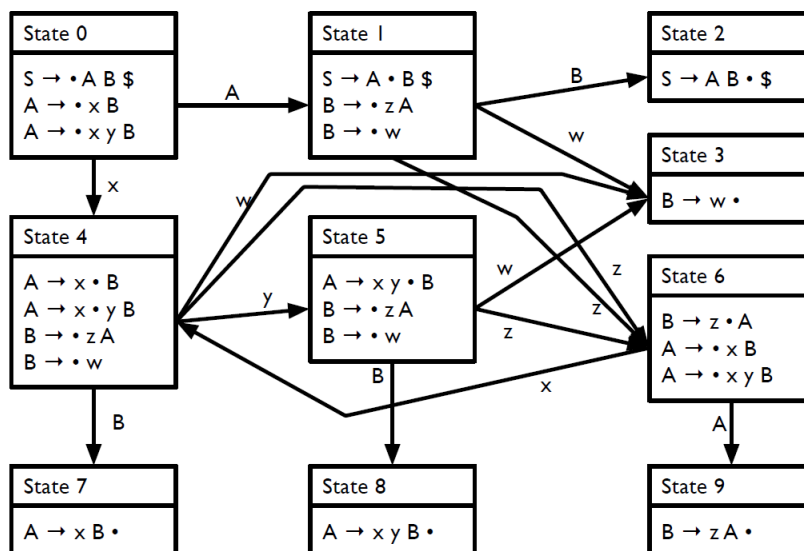 State 0
S → • A B $
A → • x B
A → • x y B
A
State 1
S → A • B $
B → • z A
B → • w
B
w
State 2
S → A B • $
State 3
B → w •
x
State 4
A → x • B
A → x • y B
B → • z A
B → • w
w
y
State 5
A → x y • B
B → • z A
B → • w
w
z
z
z
x
State 6
B → z • A
A → • x B
A → • x y B
B
B
A
State 7
A → x B •
State 8
A → x y B •
State 9
B → z A •